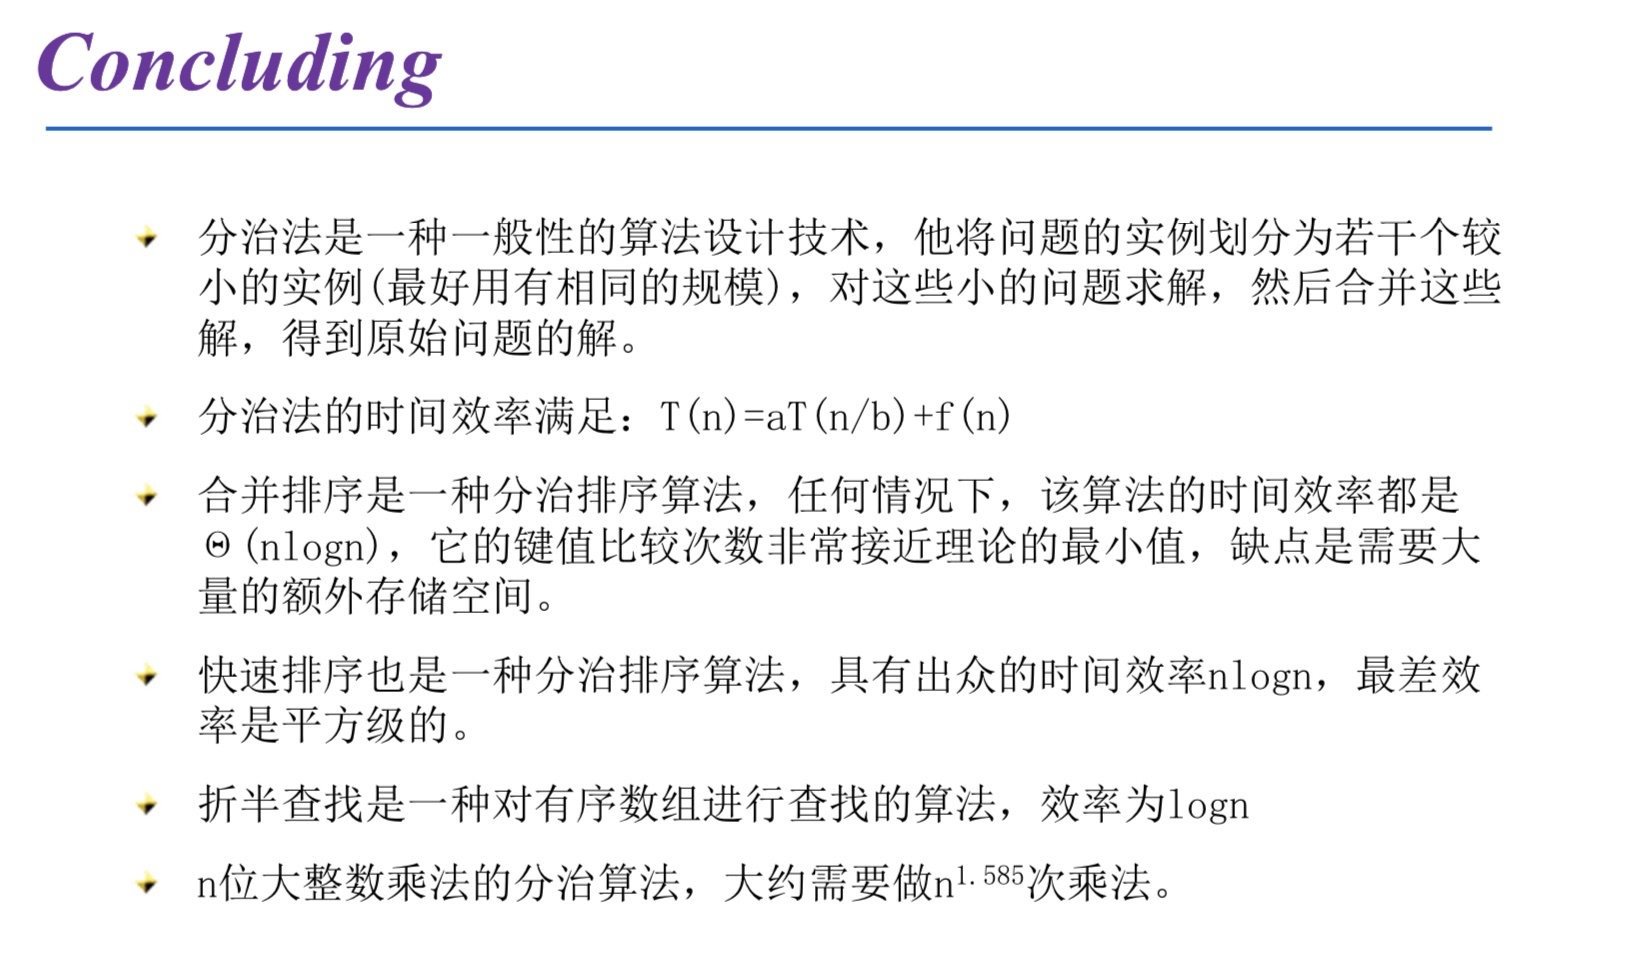 Concluding
分治法是一种一般性的算法设计技术，他将问题的实例划分为若干个较
小的实例(最好用有相同的规模)，对这些小的问题求解，然后合并这些
解，得到原始问题的解。
分治法的时间效率满足：T(n)=aT(n/b)+f(n)
合并排序是一种分治排序算法，任何情况下，该算法的时间效率都是
Θ(nlogn)，它的键值比较次数非常接近理论的最小值，缺点是需要大
量的额外存储空间。
快速排序也是一种分治排序算法，具有出众的时间效率nlogn，最差效
率是平方级的。
折半查找是一种对有序数组进行查找的算法，效率为logn
n位大整数乘法的分治算法，大约需要做n^1.585次乘法。